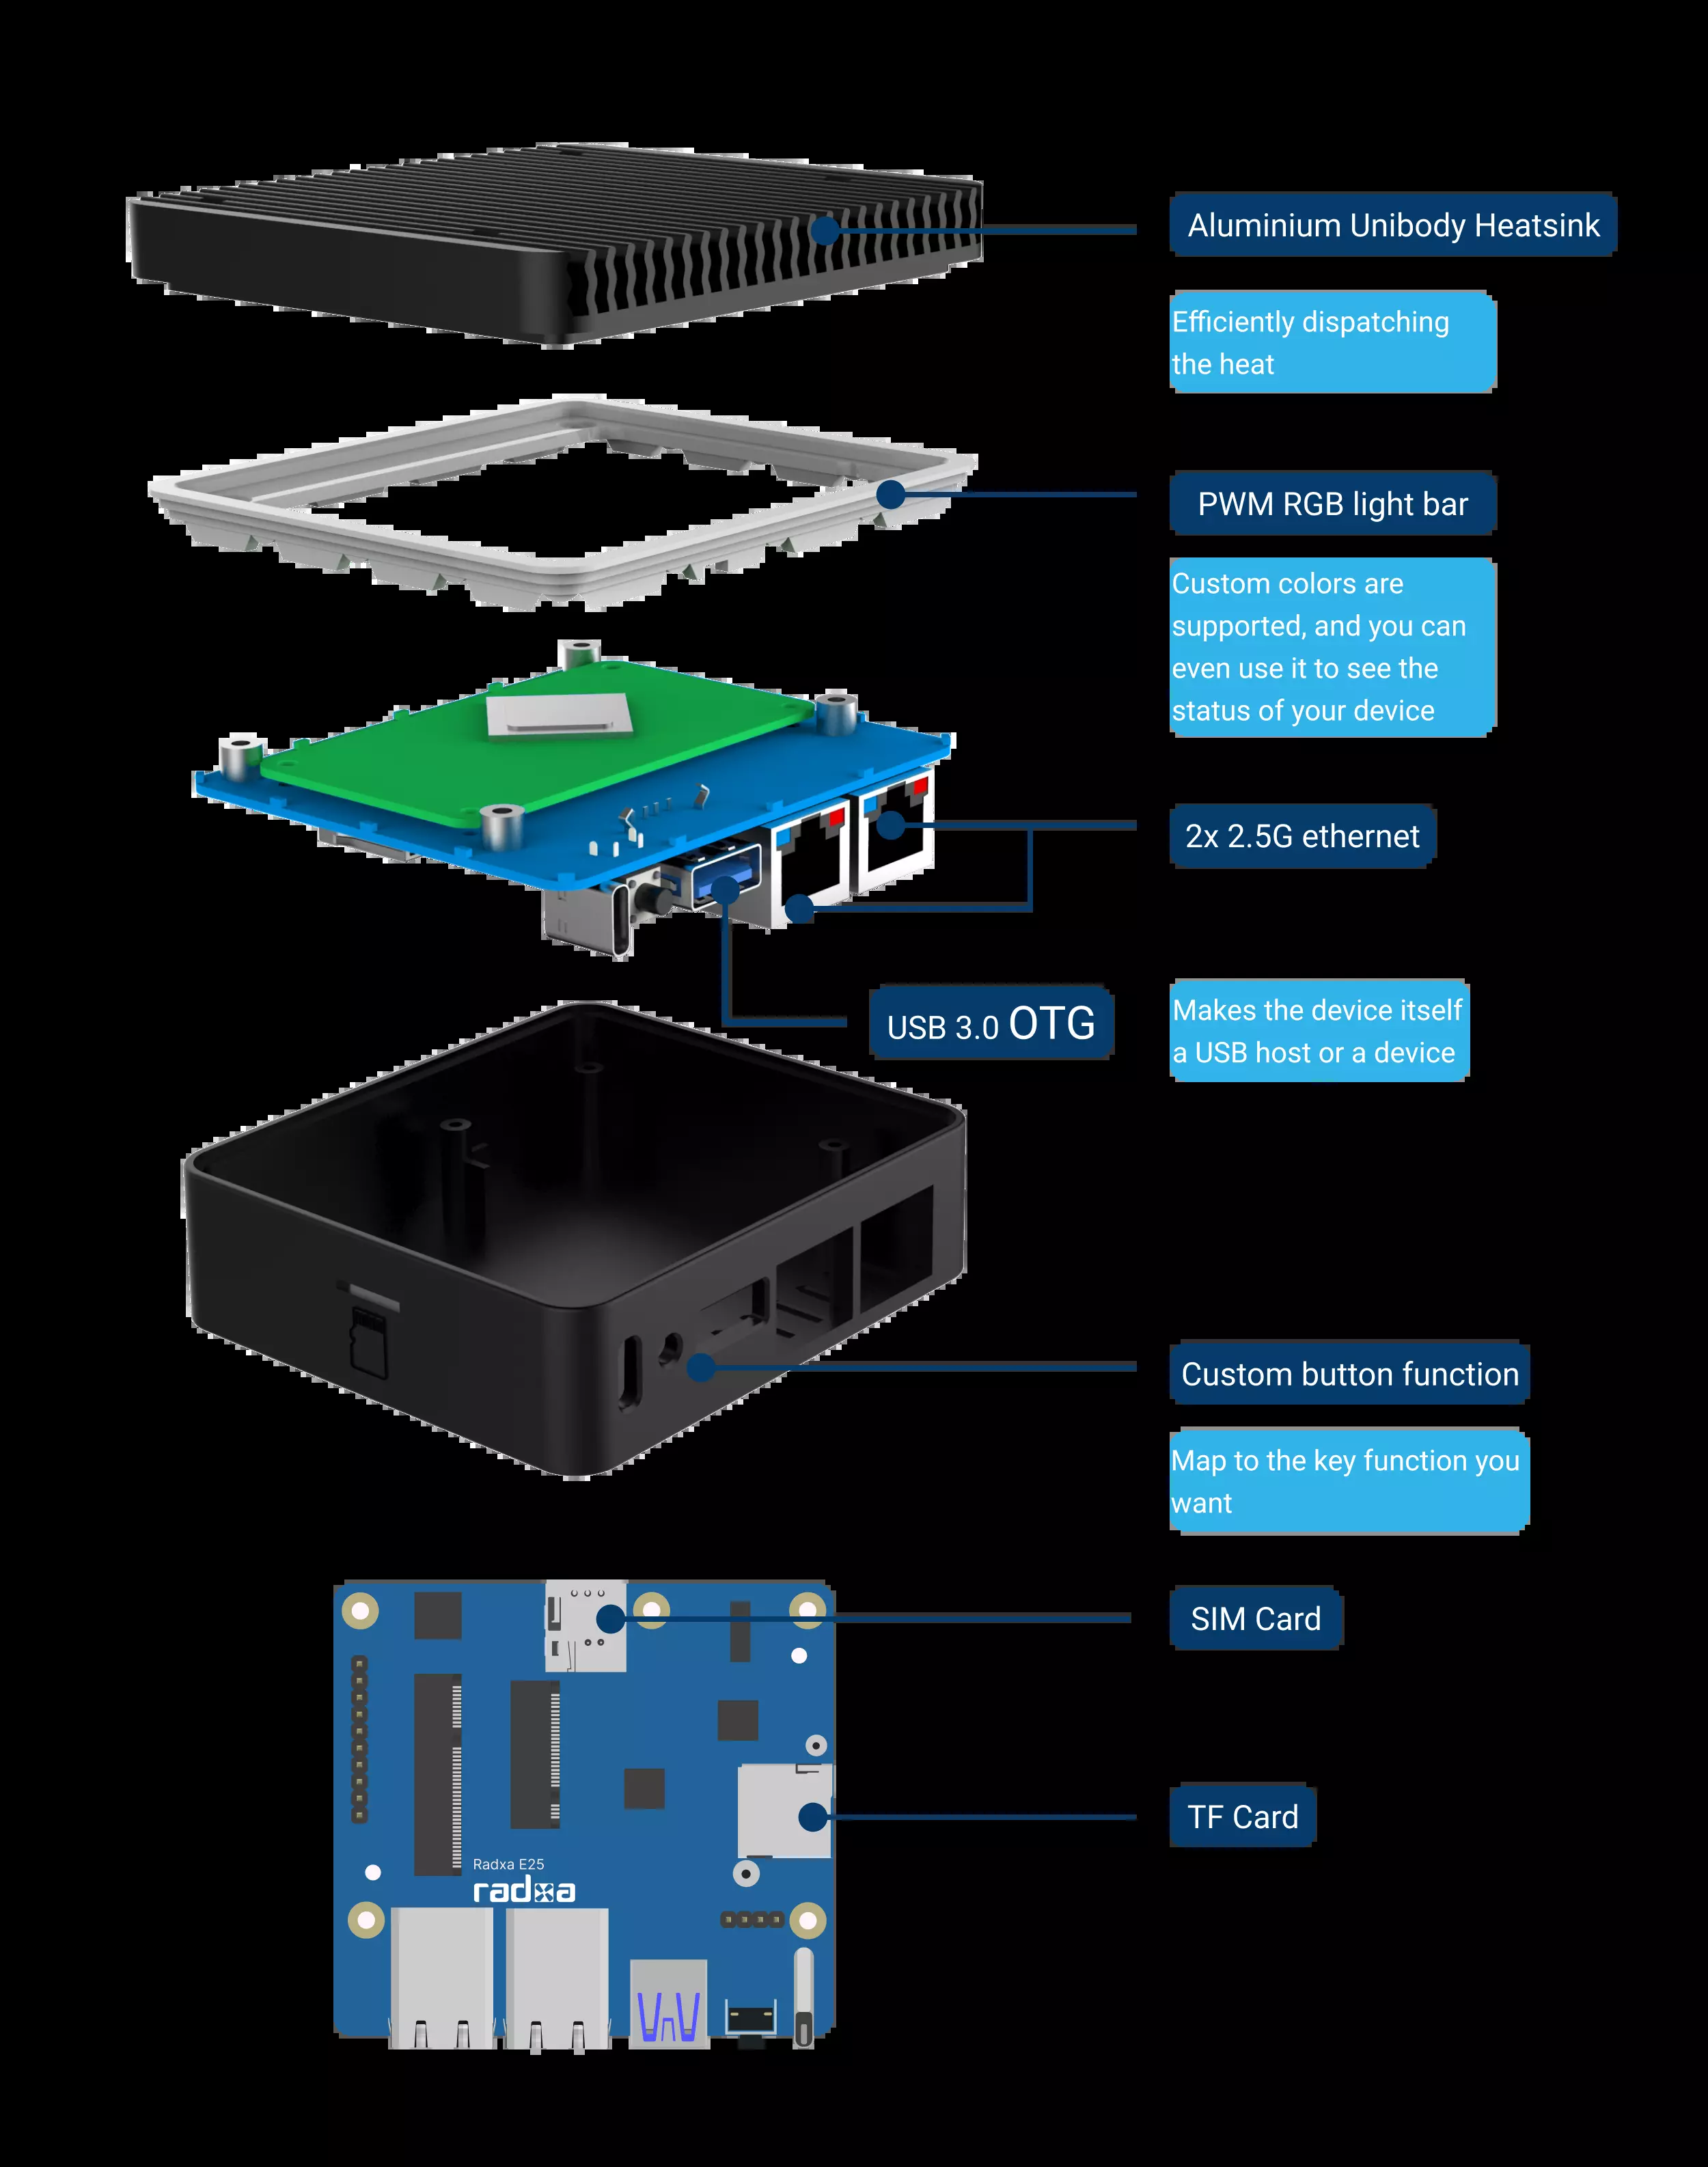 Aluminium Unibody Heatsink
Efficiently dispatching
the heat
PWM RGB light bar
Custom colors are
supported, and you can
even use it to see the
status of your device
2x 2.5G ethernet
USB 3.0 OTG
Makes the device itself
a USB host or a device
Custom button function
Map to the key function you
want
SIM Card
TF Card
Radxa E25
radxa